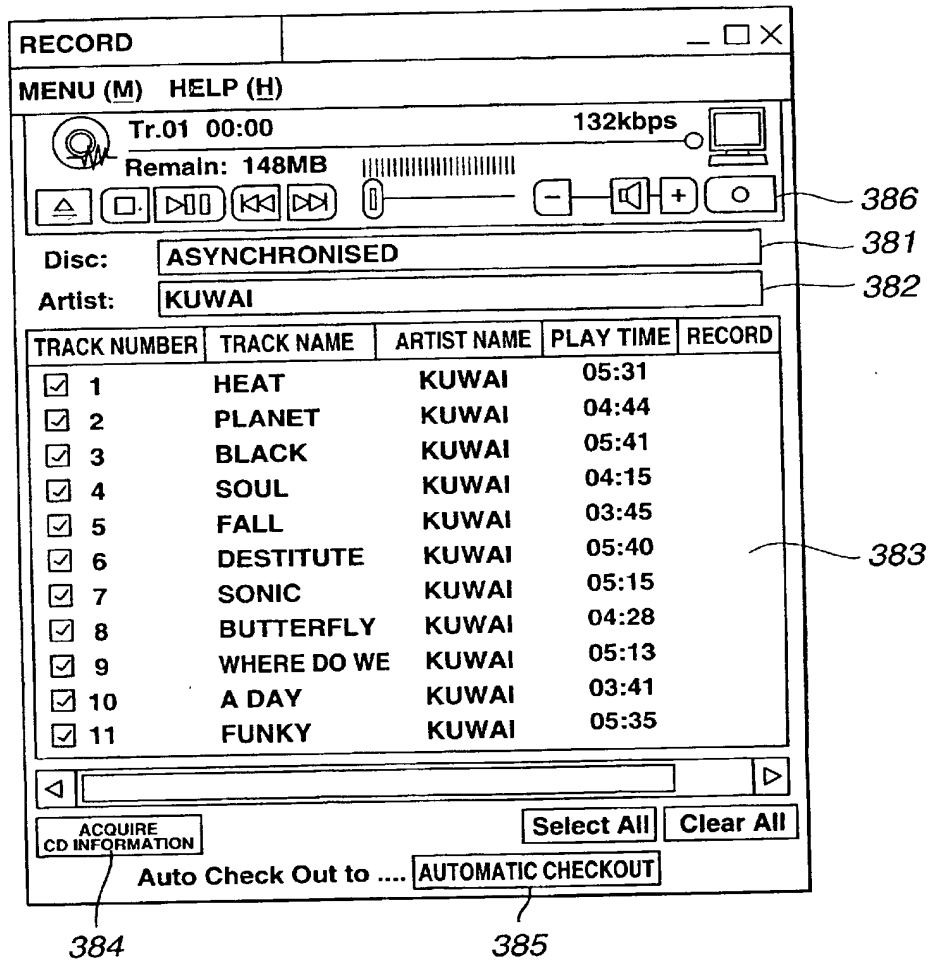 RECORD
MENU (M) HELP (H)
Tr.01 00:00 132kbps
Remain: 148MB
- +
386
Disc: ASYNCHRONISED
381
Artist: KUWAI
382
TRACK NUMBER TRACK NAME ARTIST NAME PLAY TIME RECORD
1 HEAT KUWAI 05:31
2 PLANET KUWAI 04:44
3 BLACK KUWAI 05:41
4 SOUL KUWAI 04:15
5 FALL KUWAI 03:45
6 DESTITUTE KUWAI 05:40
383
7 SONIC KUWAI 05:15
8 BUTTERFLY KUWAI 04:28
9 WHERE DO WE KUWAI 05:13
10 A DAY KUWAI 03:41
11 FUNKY KUWAI 05:35
ACQUIRE
CD INFORMATION
Select All Clear All
Auto Check Out to .... AUTOMATIC CHECKOUT
384 385